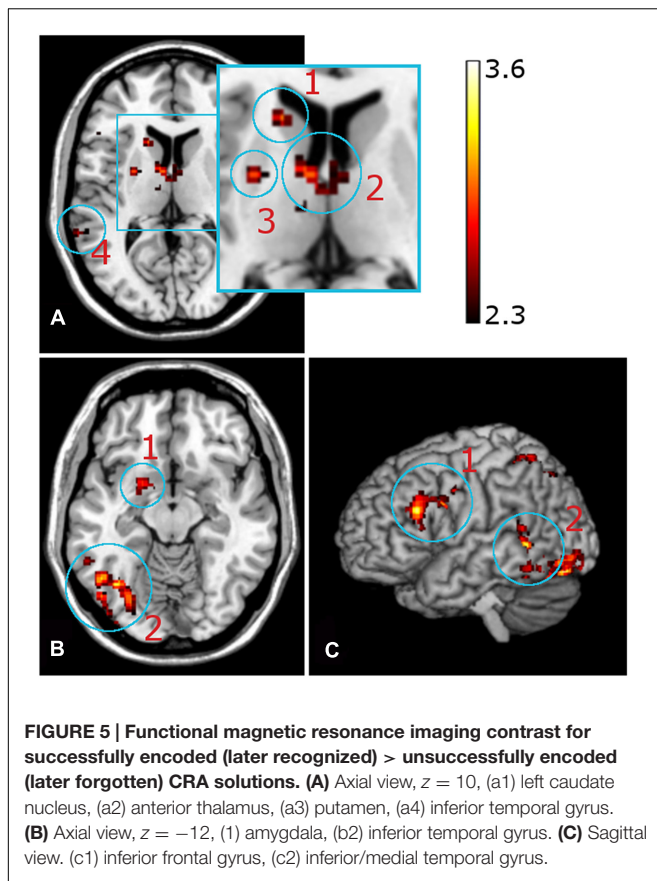 1
2
3
4
A
3.6
2.3
1
2
B
1
2
C
FIGURE 5 | Functional magnetic resonance imaging contrast for
successfully encoded (later recognized) > unsuccessfully encoded
(later forgotten) CRA solutions. (A) Axial view, z = 10, (a1) left caudate
nucleus, (a2) anterior thalamus, (a3) putamen, (a4) inferior temporal gyrus.
(B) Axial view, z = −12, (1) amygdala, (b2) inferior temporal gyrus. (C) Sagittal
view. (c1) inferior frontal gyrus, (c2) inferior/medial temporal gyrus.